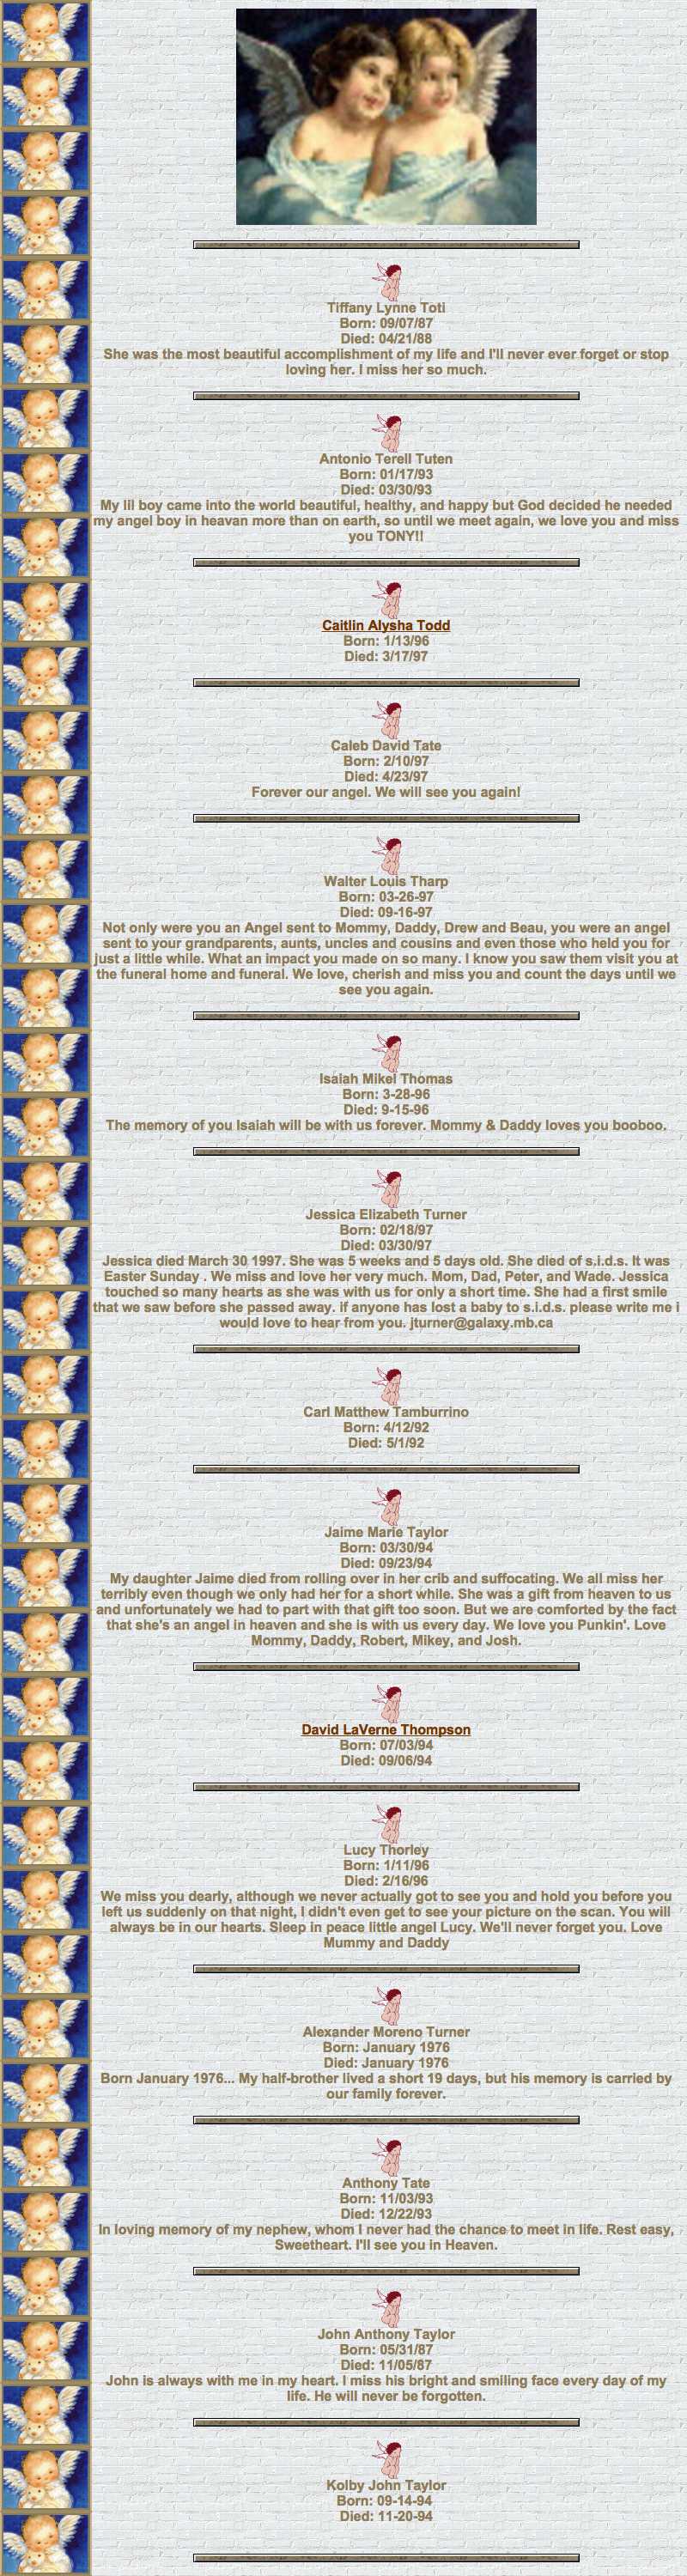 Tiffany Lynne Toti
Born: 09/07/87
Died: 04/21/88
She was the most beautiful accomplishment of my life and I'll never ever forget or stop
loving her. I miss her so much.
Antonio Terell Tuten
Born: 01/17/93
Died: 03/30/93
My lil boy came into the world beautiful, healthy, and happy but God decided he needed
my angel boy in heavan more than on earth, so until we meet again, we love you and miss
you TONY!!
Caitlin Alysha Todd
Born: 1/13/96
Died: 3/17/97
Caleb David Tate
Born: 2/10/97
Died: 4/23/97
Forever our angel. We will see you again!
Walter Louis Tharp
Born: 03-26-97
Died: 09-16-97
Not only were you an Angel sent to Mommy, Daddy, Drew and Beau, you were an angel
sent to your grandparents, aunts, uncles and cousins and even those who held you for
just a little while. What an impact you made on so many. I know you saw them visit you at
the funeral home and funeral. We love, cherish and miss you and count the days until we
see you again.
Isaiah Mikel Thomas
Born: 3-28-96
Died: 9-15-96
The memory of you Isaiah will be with us forever. Mommy & Daddy loves you booboo.
Jessica Elizabeth Turner
Born: 02/18/97
Died: 03/30/97
Jessica died March 30 1997. She was 5 weeks and 5 days old. She died of s.i.d.s. It was
Easter Sunday . We miss and love her very much. Mom, Dad, Peter, and Wade. Jessica
touched so many hearts as she was with us for only a short time. She had a first smile
that we saw before she passed away. if anyone has lost a baby to s.i.d.s. please write me i
would love to hear from you. jturner@galaxy.mb.ca
Carl Matthew Tamburrino
Born: 4/12/92
Died: 5/1/92
Jaime Marie Taylor
Born: 03/30/94
Died: 09/23/94
My daughter Jaime died from rolling over in her crib and suffocating. We all miss her
terribly even though we only had her for a short while. She was a gift from heaven to us
and unfortunately we had to part with that gift too soon. But we are comforted by the fact
that she's an angel in heaven and she is with us every day. We love you Punkin'. Love
Mommy, Daddy, Robert, Mikey, and Josh.
David LaVerne Thompson
Born: 07/03/94
Died: 09/06/94
Lucy Thorley
Born: 1/11/96
Died: 2/16/96
We miss you dearly, although we never actually got to see you and hold you before you
left us suddenly on that night, I didn't even get to see your picture on the scan. You will
always be in our hearts. Sleep in peace little angel Lucy. We'll never forget you. Love
Mummy and Daddy
Alexander Moreno Turner
Born: January 1976
Died: January 1976
Born January 1976... My half-brother lived a short 19 days, but his memory is carried by
our family forever.
Anthony Tate
Born: 11/03/93
Died: 12/22/93
In loving memory of my nephew, whom I never had the chance to meet in life. Rest easy,
Sweetheart. I'll see you in Heaven.
John Anthony Taylor
Born: 05/31/87
Died: 11/05/87
John is always with me in my heart. I miss his bright and smiling face every day of my
life. He will never be forgotten.
Kolby John Taylor
Born: 09-14-94
Died: 11-20-94